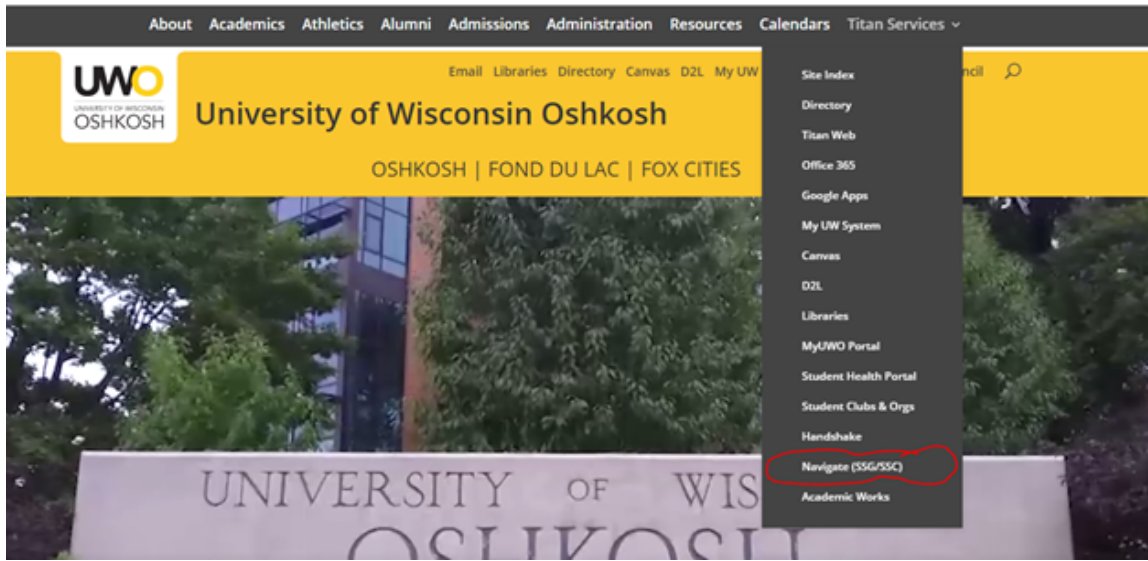 About Academics Athletics Alumni Admissions Administration Resources Calendars Titan Services
UWO
UNIVERSITY OF WISCONSIN
OSHKOSH
Email Libraries Directory Canvas D2L My UW
University of Wisconsin Oshkosh
OSHKOSH | FOND DU LAC | FOX CITIES
Site Index
Directory
Titan Web
Office 365
Google Apps
My UW System
Canvas
D2L
Libraries
MyUWO Portal
Student Health Portal
Student Clubs & Orgs
Handshake
Navigate (SSG/SSC)
Academic Works
UNIVERSITY OF WIS
OSHKOSH